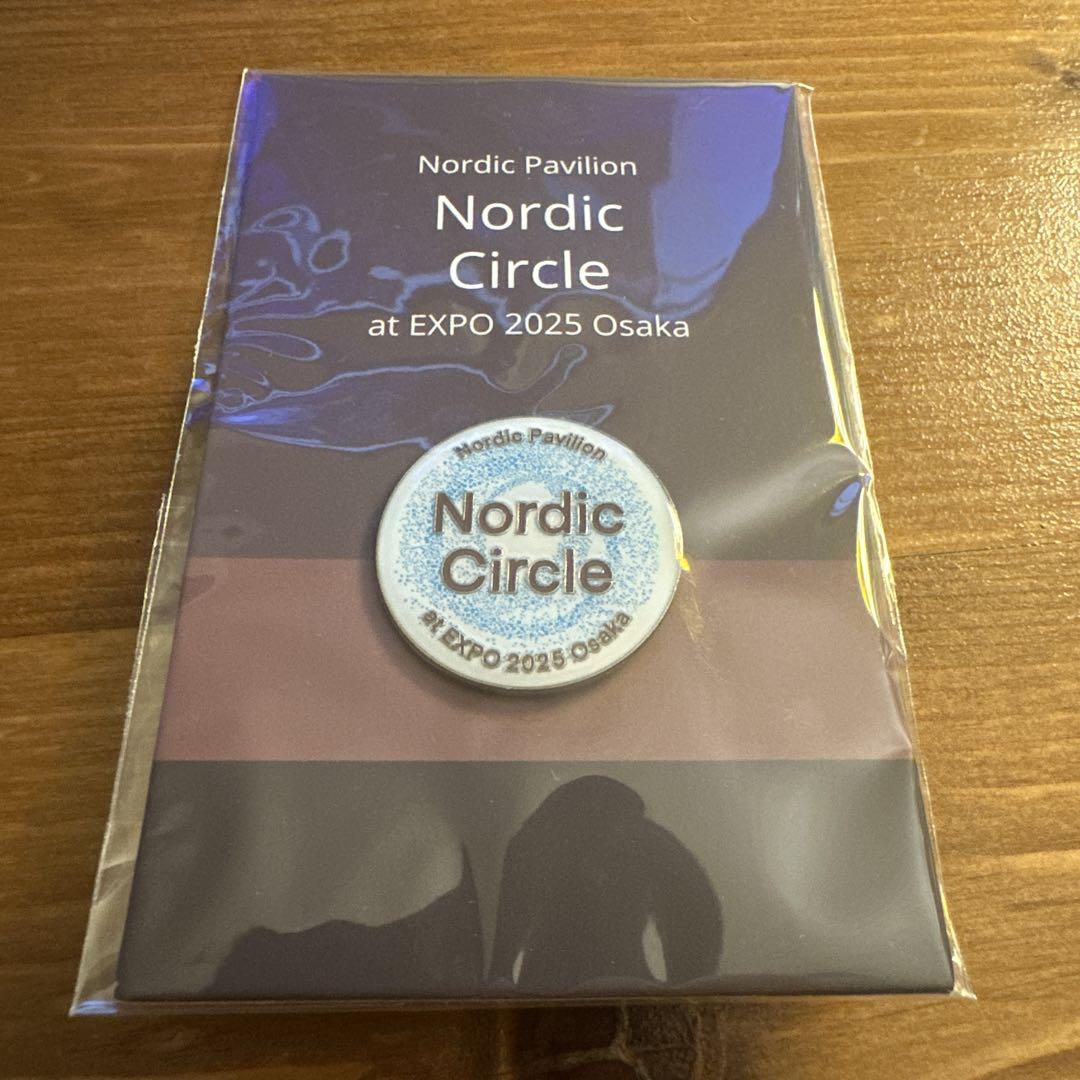 Nordic Pavilion
Nordic
Circle
at EXPO 2025 Osaka
Nordic Pavilion
Nordic
Circle
at EXPO 2025 Osaka